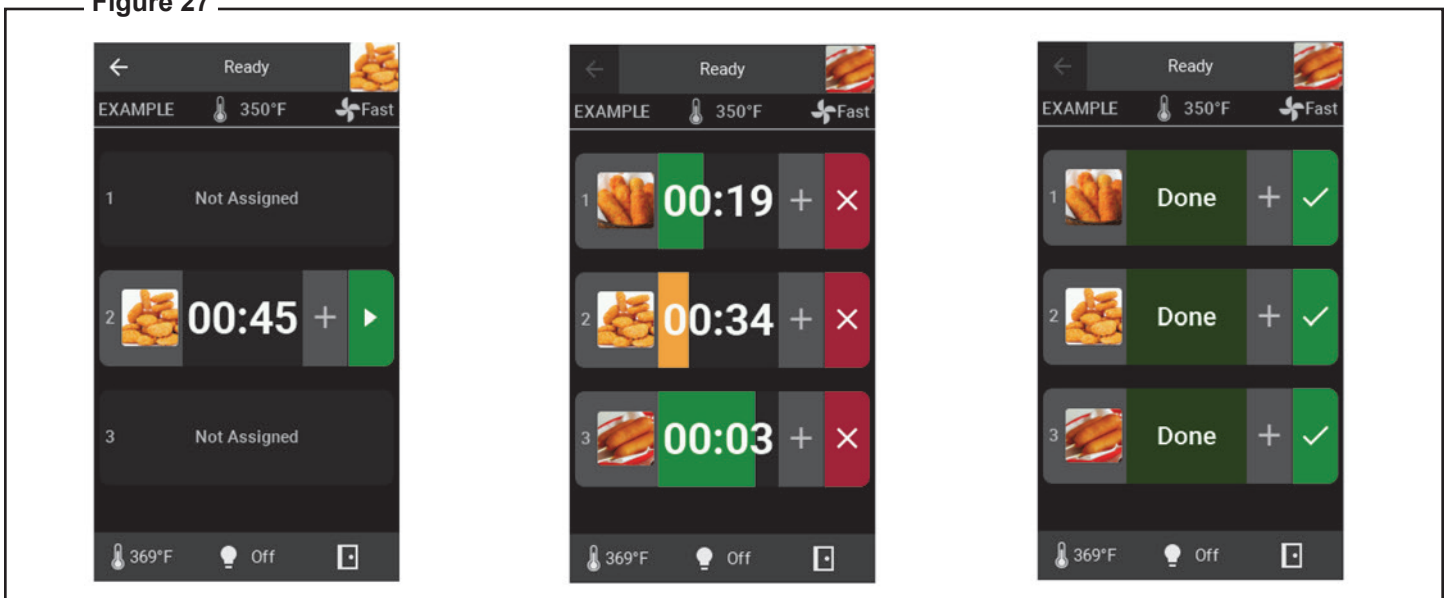 Figure 27
Ready
EXAMPLE 350°F Fast
1 Not Assigned
2 00:45 +
3 Not Assigned
369°F Off
Ready
EXAMPLE 350°F Fast
1 00:19 +
2 00:34 +
3 00:03 +
369°F Off
Ready
EXAMPLE 350°F Fast
1 Done +
2 Done +
3 Done +
369°F Off